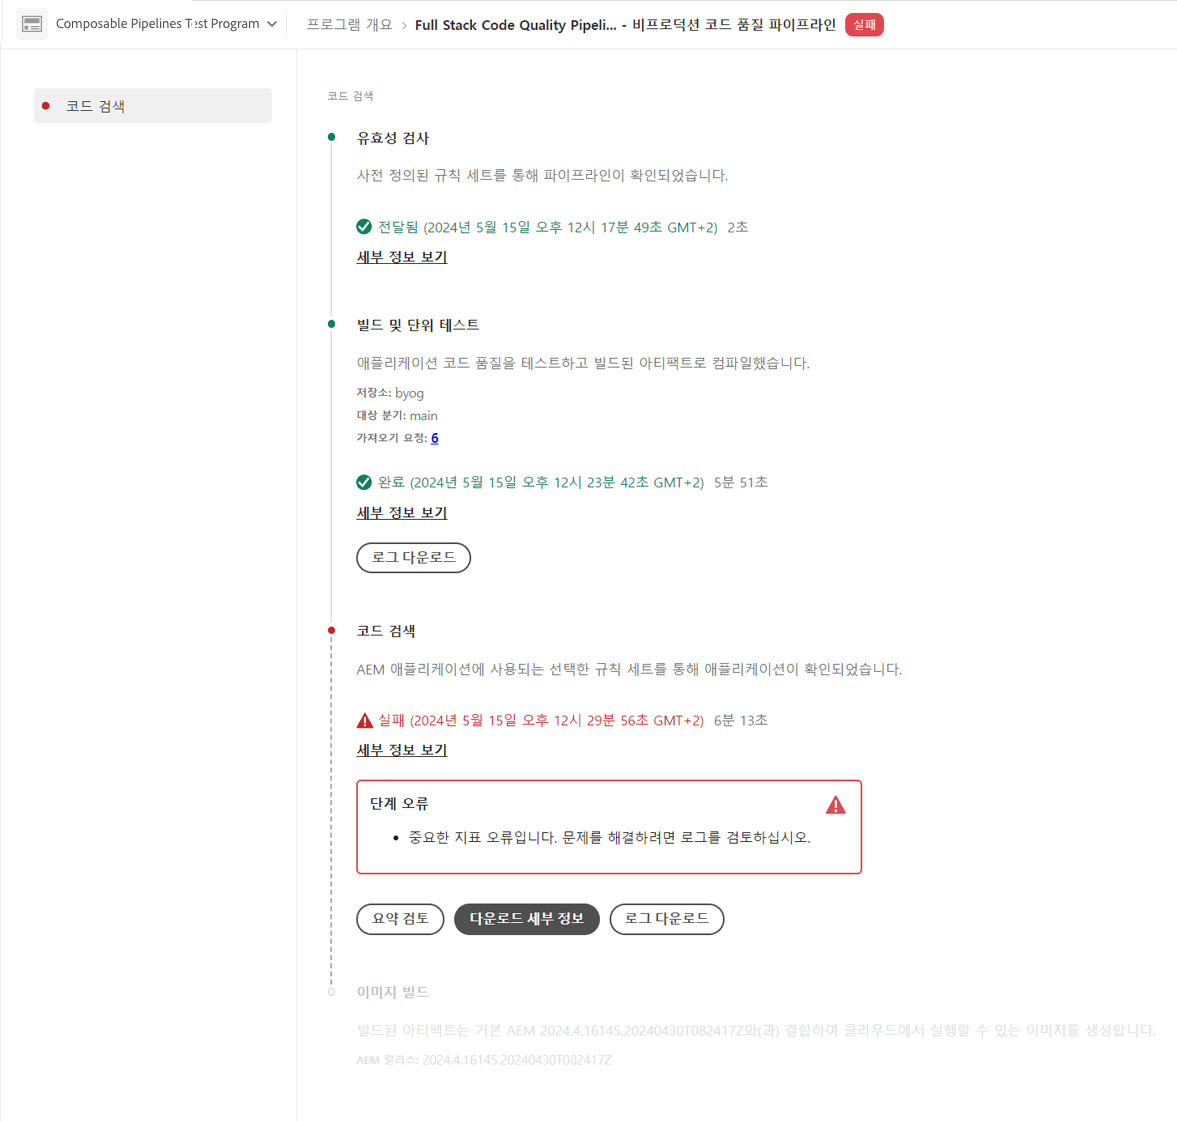 Composable Pipelines Test Program
프로그램 개요 > Full Stack Code Quality Pipeli... - 비프로덕션 코드 품질 파이프라인 실패
코드 검색
코드 검색
유효성 검사
사전 정의된 규칙 세트를 통해 파이프라인이 확인되었습니다.
전달됨 (2024년 5월 15일 오후 12시 17분 49초 GMT+2) 2초
세부 정보 보기
빌드 및 단위 테스트
애플리케이션 코드 품질을 테스트하고 빌드된 아티팩트로 컴파일했습니다.
저장소: byog
대상 분기: main
가져오기 요청: 6
완료 (2024년 5월 15일 오후 12시 23분 42초 GMT+2) 5분 51초
세부 정보 보기
로그 다운로드
코드 검색
AEM 애플리케이션에 사용되는 선택한 규칙 세트를 통해 애플리케이션이 확인되었습니다.
실패 (2024년 5월 15일 오후 12시 29분 56초 GMT+2) 6분 13초
세부 정보 보기
단계 오류
• 중요한 지표 오류입니다. 문제를 해결하려면 로그를 검토하십시오.
요약 검토 다운로드 세부 정보 로그 다운로드
이미지 빌드
빌드된 아티팩트는 기본 AEM 2024.4.16145.20240430T082417Z와(과) 결합하여 클라우드에서 실행할 수 있는 이미지를 생성합니다.
AEM 릴리스: 2024.4.16145.20240430T082417Z